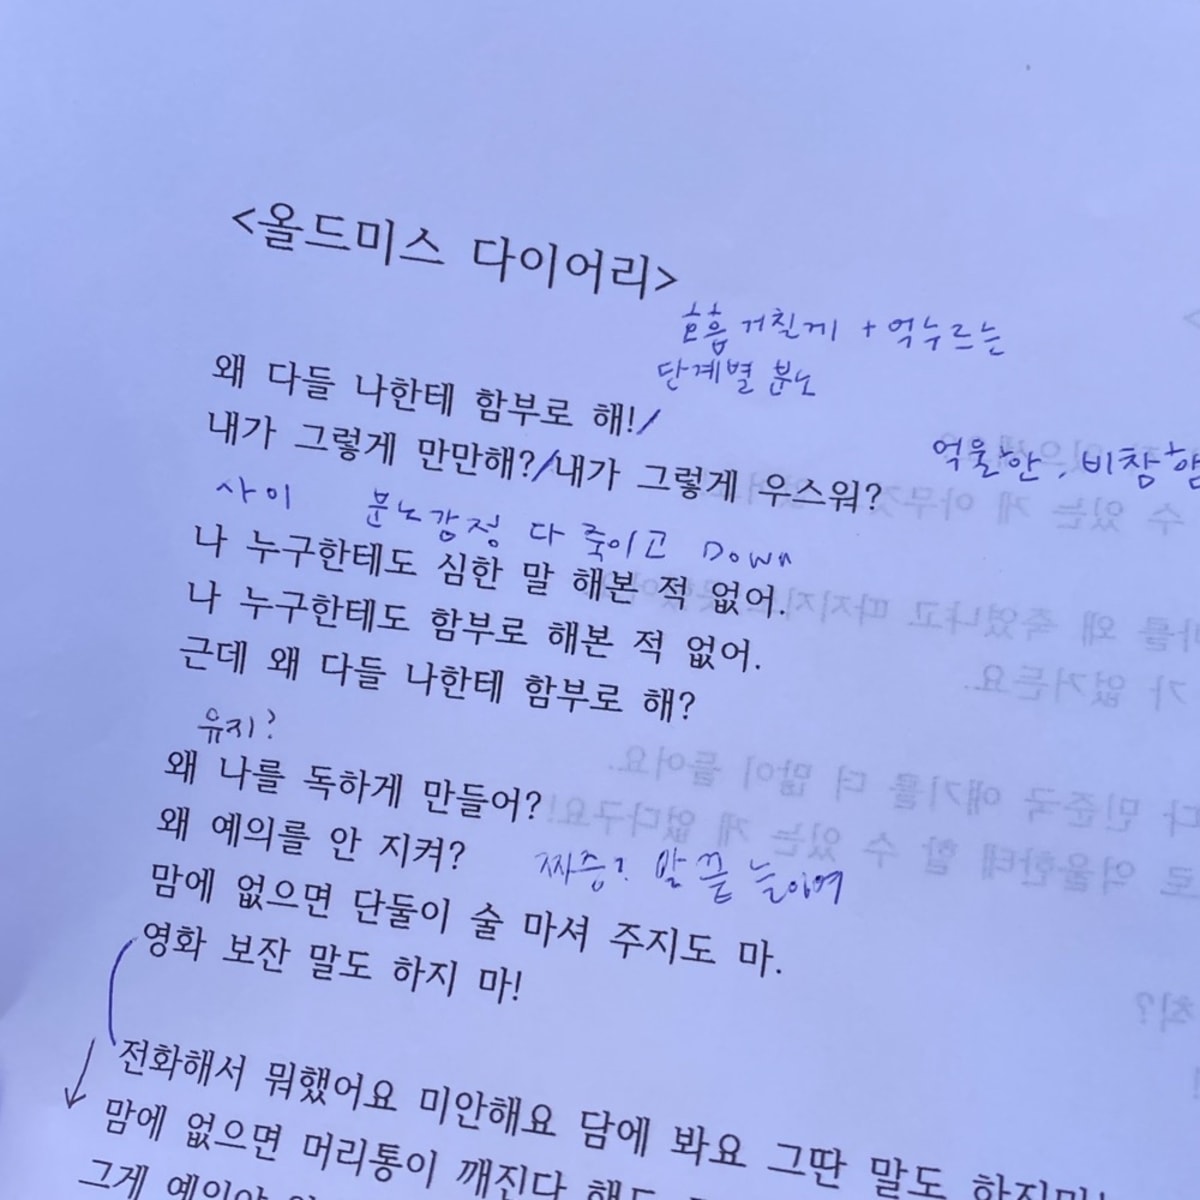 <올드미스 다이어리>
호흡 거칠게 + 억누르는
단계별 분노
왜 다들 나한테 함부로 해!/
억울한, 비참함
내가 그렇게 만만해?/내가 그렇게 우스워?
사이 분노감정 다 죽이고 Down
나 누구한테도 심한 말 해본 적 없어.
나 누구한테도 함부로 해본 적 없어.
근데 왜 다들 나한테 함부로 해?
유지?
왜 나를 독하게 만들어?
왜 예의를 안 지켜?
짜증? 말 끝 늘이며
맘에 없으면 단둘이 술 마셔 주지도 마.
영화 보잔 말도 하지 마!
전화해서 뭐했어요 미안해요 담에 봐요 그딴 말도 하지마
맘에 없으면 머리통이 깨진다 해도
그게 예의야